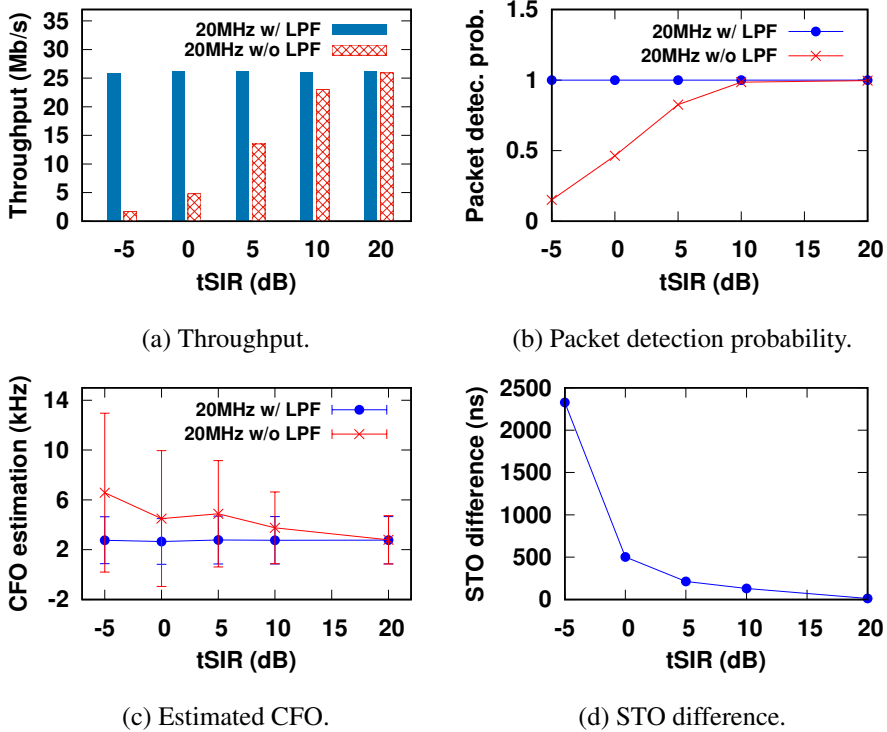 20MHz w/ LPF
20MHz w/o LPF
Throughput (Mb/s)
35
30
25
20
15
10
5
0
-5 0 5 10 20
tSIR (dB)
(a) Throughput.
20MHz w/ LPF
20MHz w/o LPF
Packet detec. prob.
1.5
1
0.5
0
-5 0 5 10 15 20
tSIR (dB)
(b) Packet detection probability.
20MHz w/ LPF
20MHz w/o LPF
CFO estimation (kHz)
14
10
6
2
-2
-5 0 5 10 15 20
tSIR (dB)
(c) Estimated CFO.
STO difference (ns)
2500
2000
1500
1000
500
0
-5 0 5 10 15 20
tSIR (dB)
(d) STO difference.